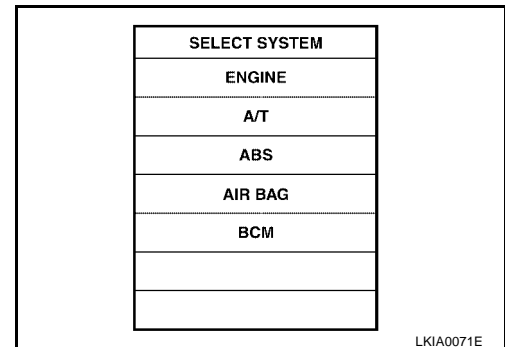 SELECT SYSTEM
ENGINE
A/T
ABS
AIR BAG
BCM
LKIA0071E